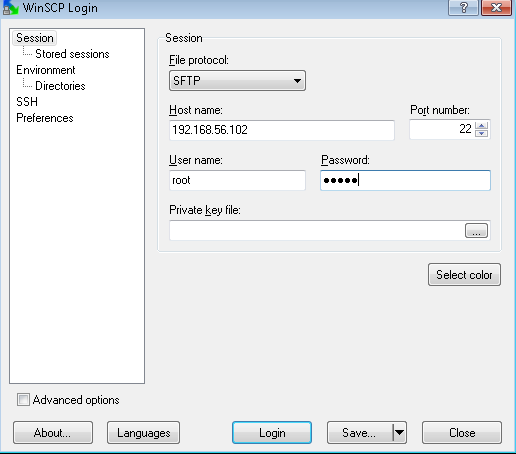 WinSCP Login
Session
Stored sessions
Environment
Directories
SSH
Preferences
Session
File protocol:
SFTP
Host name:
Port number:
192.168.56.102
22
User name:
Password:
root
●●●●●
Private key file:
...
Select color
Advanced options
About...
Languages
Login
Save...
Close